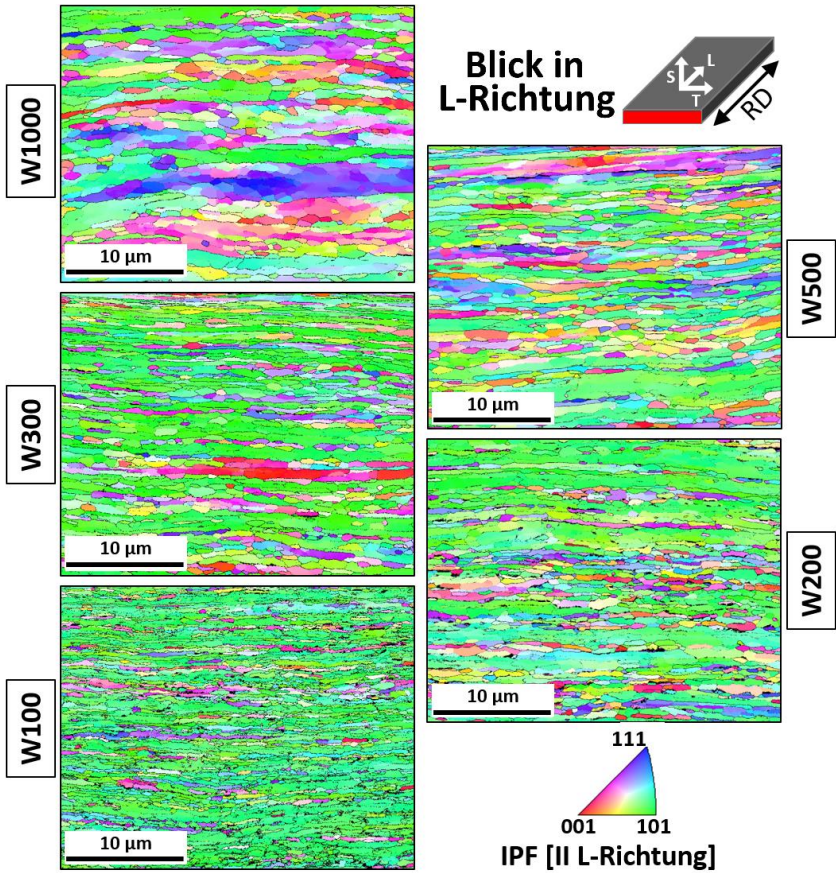 W1000
10 µm
Blick in
L-Richtung
S
L
T
RD
W500
10 µm
W300
10 µm
W200
10 µm
W100
10 µm
111
001
101
IPF [II L-Richtung]